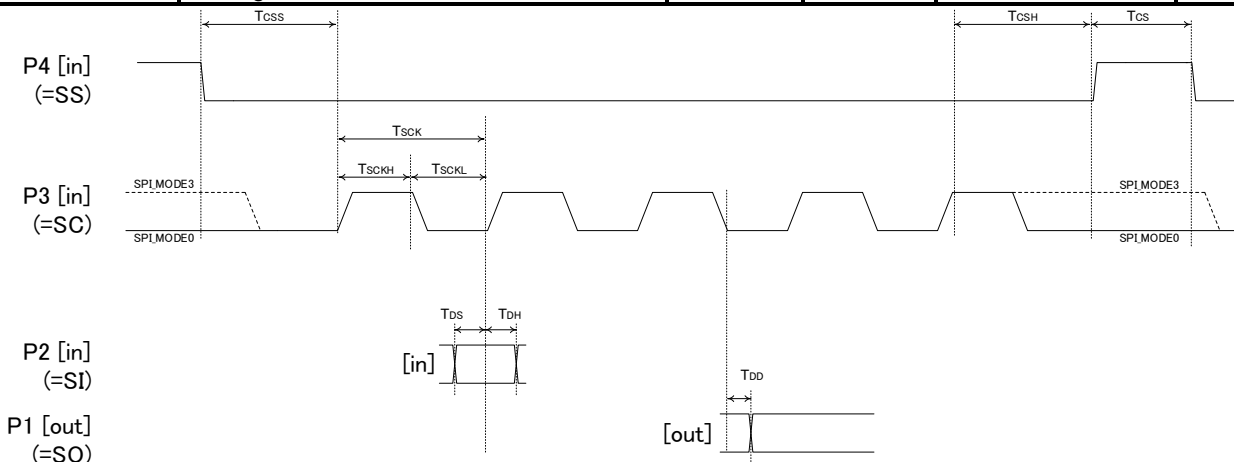 TCSS TCSH TCS
P4 [in]
(=SS)
TSCK
TSCKH TSCKL
SPI_MODE3 SPI_MODE3
P3 [in]
(=SC)
SPI_MODE0 SPI_MODE0
TDS TDH
P2 [in] [in]
(=SI)
TDD
P1 [out] [out]
(=SO)